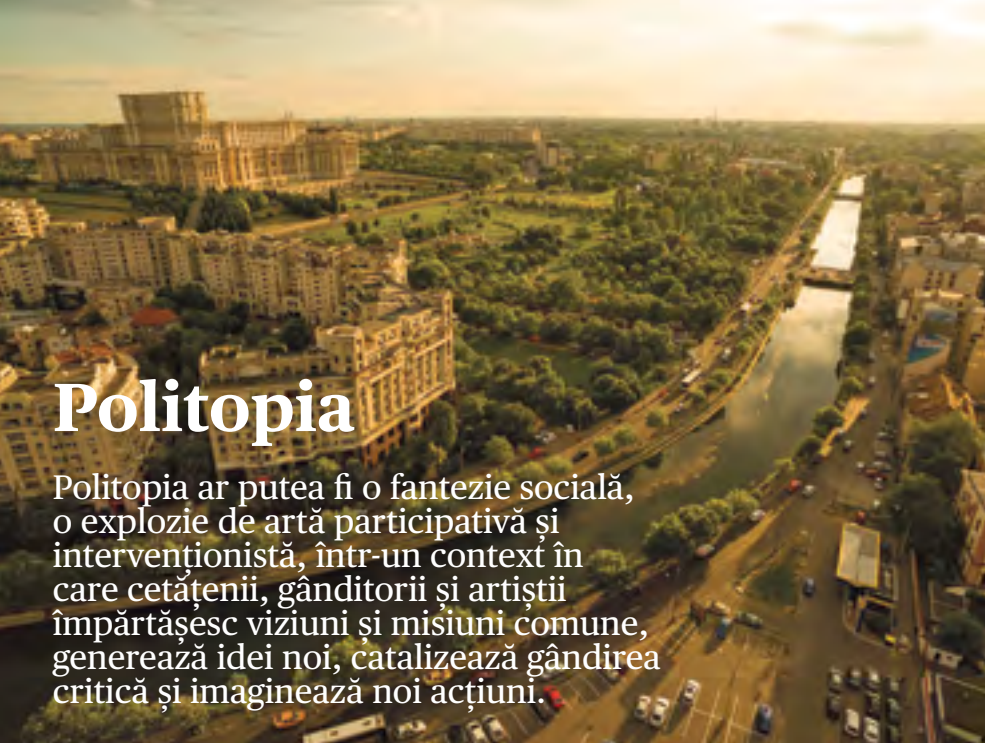 Politopia
Politopia ar putea fi o fantezie socială,
o explozie de artă participativă și
intervenționistă, într-un context în
care cetățenii, gânditorii și artiștii
împărtășesc viziuni și misiuni comune,
generează idei noi, catalizează gândirea
critică și imaginează noi acțiuni.